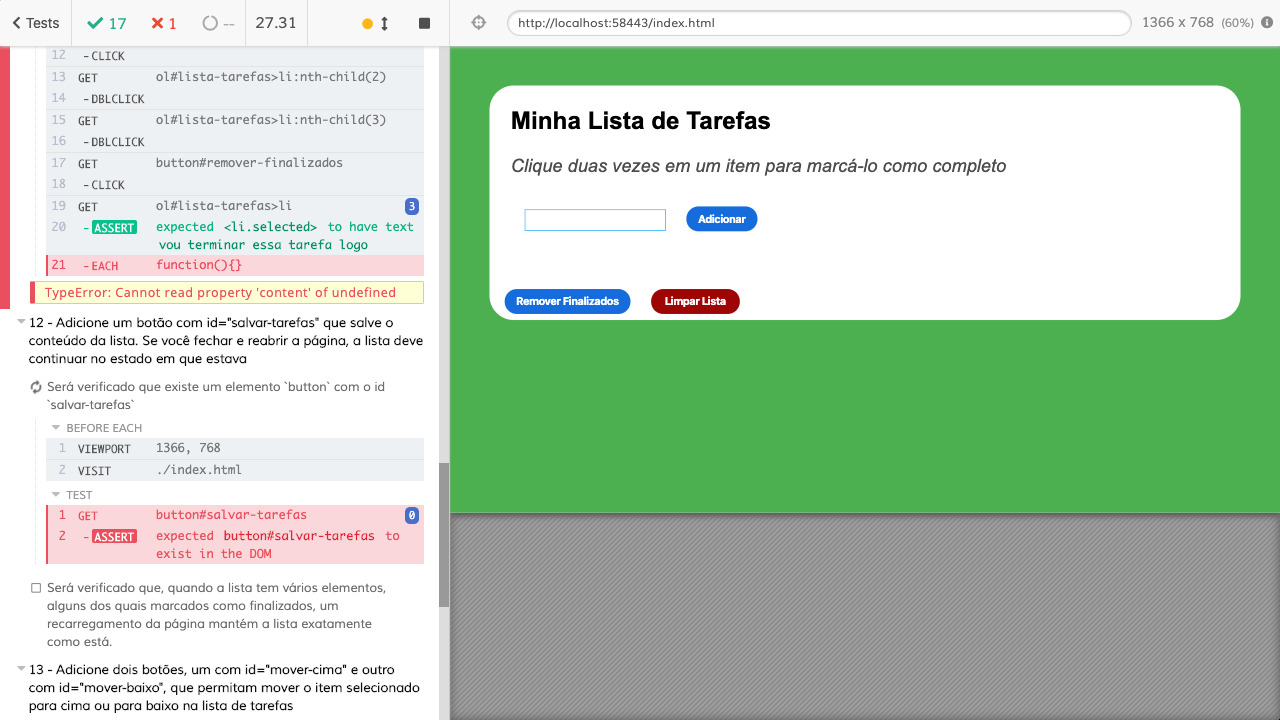 Tests 17 1 -- 27.31
12 -CLICK
13 GET ol#lista-tarefas>li:nth-child(2)
14 -DBLCLICK
15 GET ol#lista-tarefas>li:nth-child(3)
16 -DBLCLICK
17 GET button#remover-finalizados
18 -CLICK
19 GET ol#lista-tarefas>li 3
20 -ASSERT expected <li.selected> to have text
vou terminar essa tarefa logo
21 -EACH function(){}
TypeError: Cannot read property 'content' of undefined
12 - Adicione um botão com id="salvar-tarefas" que salve o
conteúdo da lista. Se você fechar e reabrir a página, a lista deve
continuar no estado em que estava
Será verificado que existe um elemento `button` com o id
`salvar-tarefas`
BEFORE EACH
1 VIEWPORT 1366, 768
2 VISIT ./index.html
TEST
1 GET button#salvar-tarefas 0
2 -ASSERT expected button#salvar-tarefas to
exist in the DOM
Será verificado que, quando a lista tem vários elementos,
alguns dos quais marcados como finalizados, um
recarregamento da página mantém a lista exatamente
como está.
13 - Adicione dois botões, um com id="mover-cima" e outro
com id="mover-baixo", que permitam mover o item selecionado
para cima ou para baixo na lista de tarefas
http://localhost:58443/index.html 1366 x 768 (60%)
Minha Lista de Tarefas
Clique duas vezes em um item para marcá-lo como completo
Adicionar
Remover Finalizados Limpar Lista